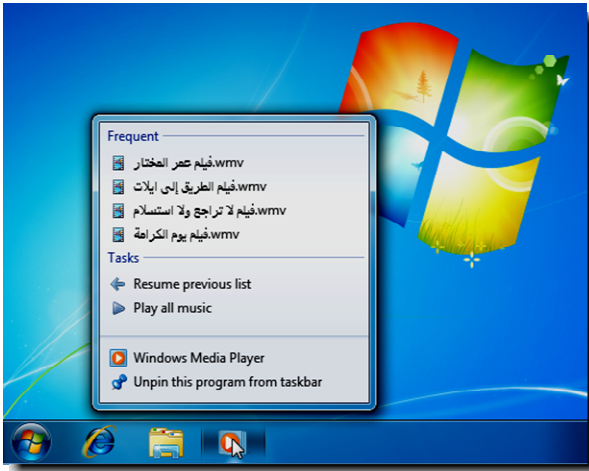 Frequent
فيلم عمر المختار.wmv
فيلم الطريق إلى ايلات.wmv
فيلم لا تراجع ولا استسلام.wmv
فيلم يوم الكرامة.wmv
Tasks
Resume previous list
Play all music
Windows Media Player
Unpin this program from taskbar